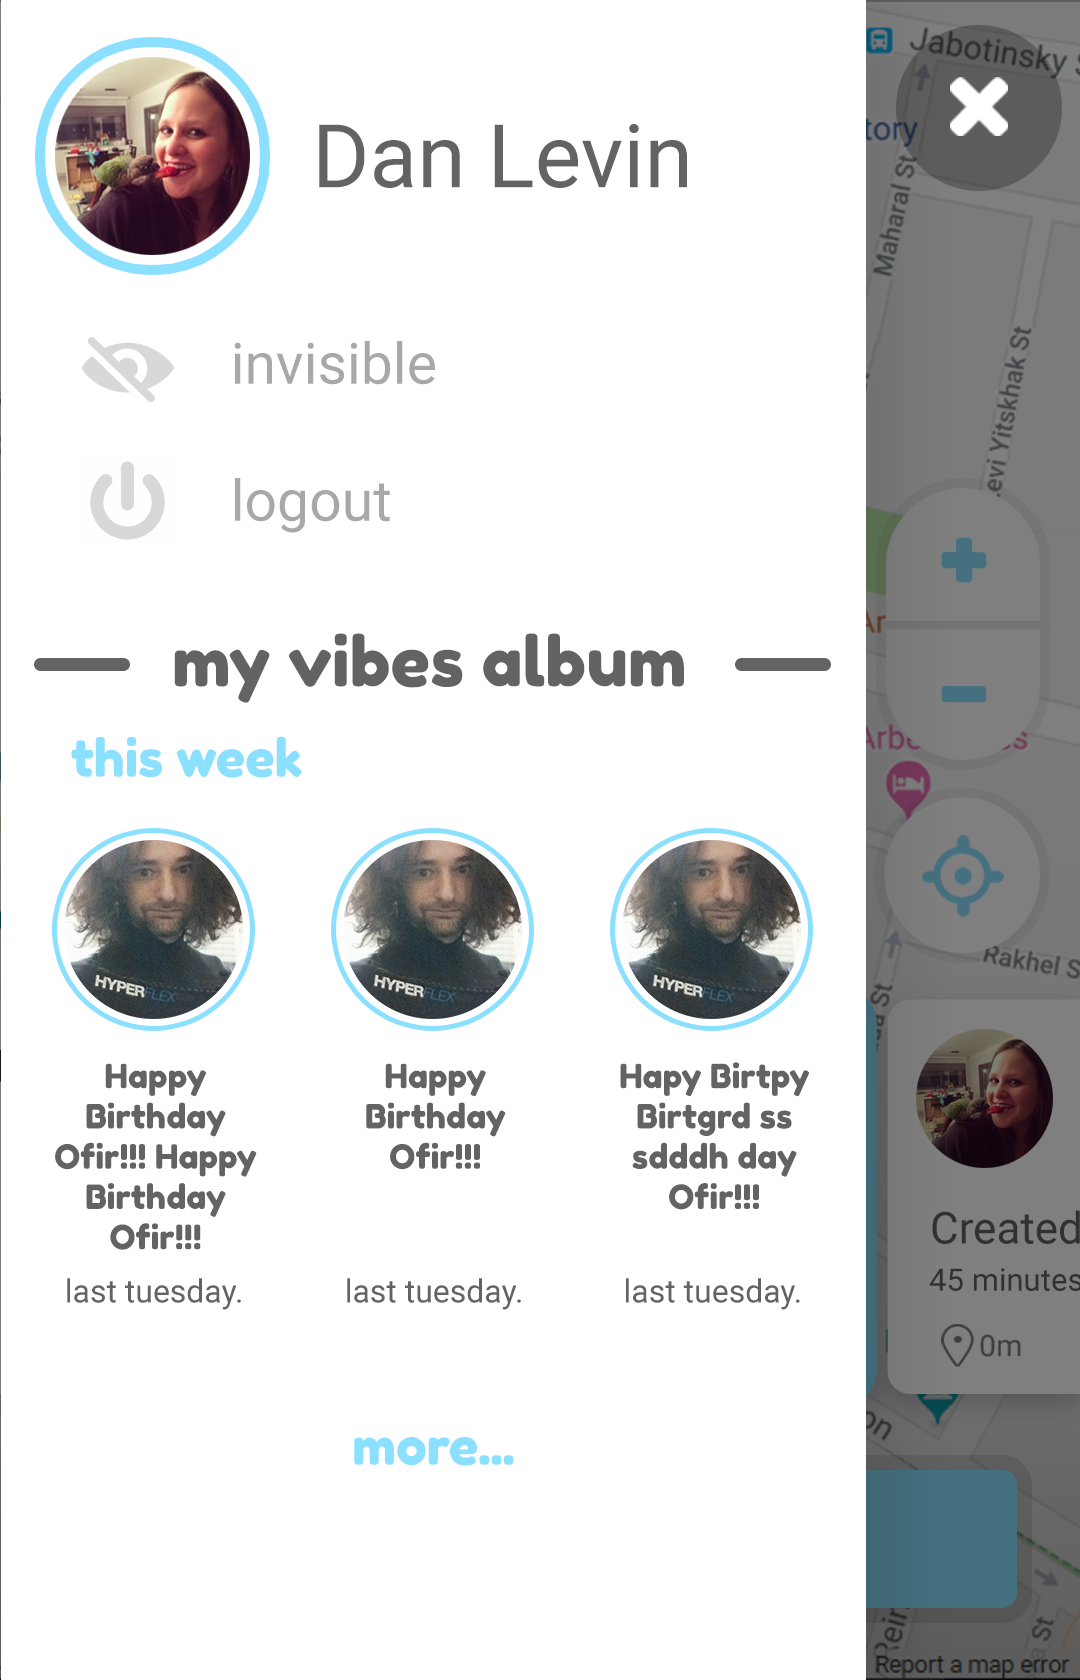 Dan Levin
invisible
logout
my vibes album
this week
HYPERFLEX
HYPERFLEX
HYPERFLEX
Happy
Birthday
Ofir!!! Happy
Birthday
Ofir!!!
last tuesday.
Happy
Birthday
Ofir!!!
last tuesday.
Hapy Birtpy
Birtgrd ss
sdddh day
Ofir!!!
last tuesday.
more...
Jabotinsky S
tory
Maharal St
evi Yitskhak St
Ar
Arb
s
Rakhel S
St
Created
45 minutes
0m
on
Rein
St
Report a map error